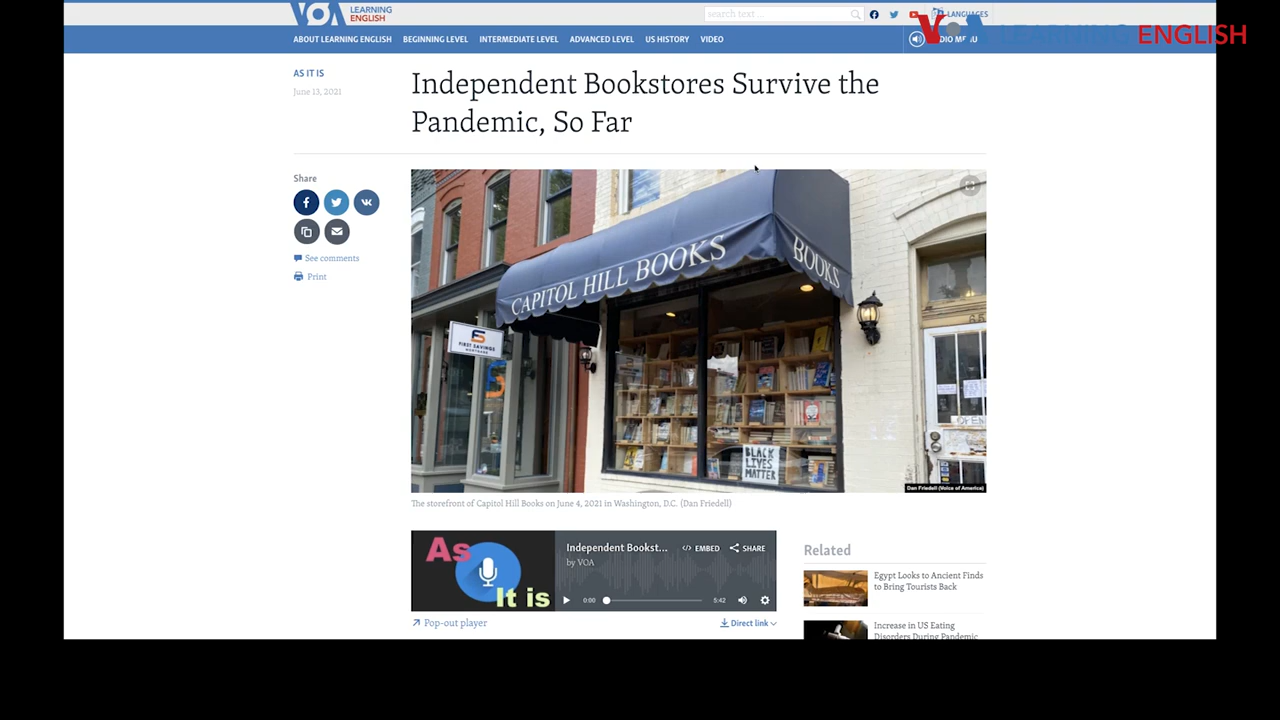 VOA LEARNING
ENGLISH
search text ...
LANGUAGES
VOA LEARNING ENGLISH
ABOUT LEARNING ENGLISH
BEGINNING LEVEL
INTERMEDIATE LEVEL
ADVANCED LEVEL
US HISTORY
VIDEO
AS IT IS
June 13, 2021
Independent Bookstores Survive the
Pandemic, So Far
Share
See comments
Print
CAPITOL HILL BOOKS
BOOKS
FIRST SAVINGS
MORTGAGE
BLACK
LIVES
MATTER
OPEN
Dan Friedell (Voice of America)
The storefront of Capitol Hill Books on June 4, 2021 in Washington, D.C. (Dan Friedell)
As
It is
Independent Bookst...
EMBED
SHARE
by VOA
0:00
5:42
Pop-out player
Direct link
Related
Egypt Looks to Ancient Finds
to Bring Tourists Back
Increase in US Eating
Disorders During Pandemic